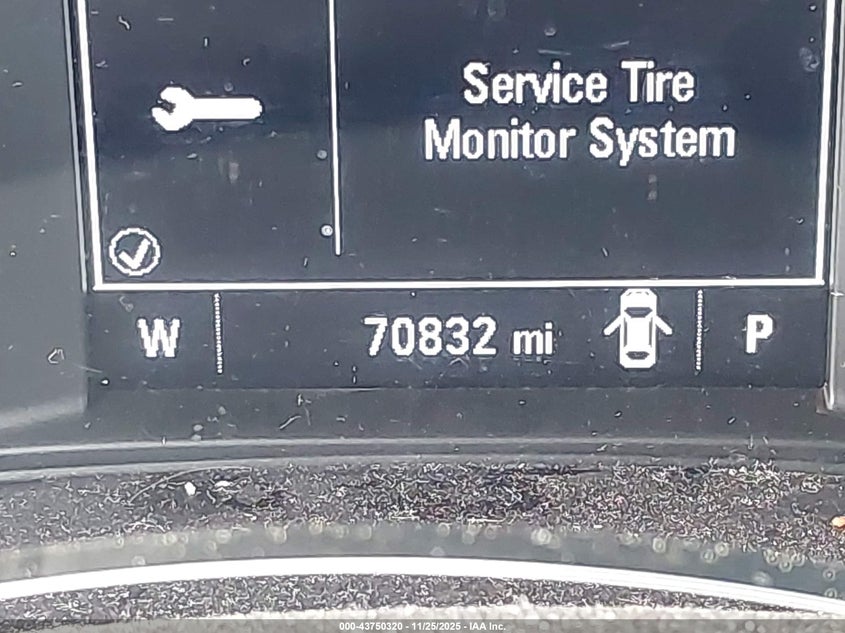 Service Tire
Monitor System
W 70832 mi P
000-43750320 - 11/25/2025 - IAA Inc.